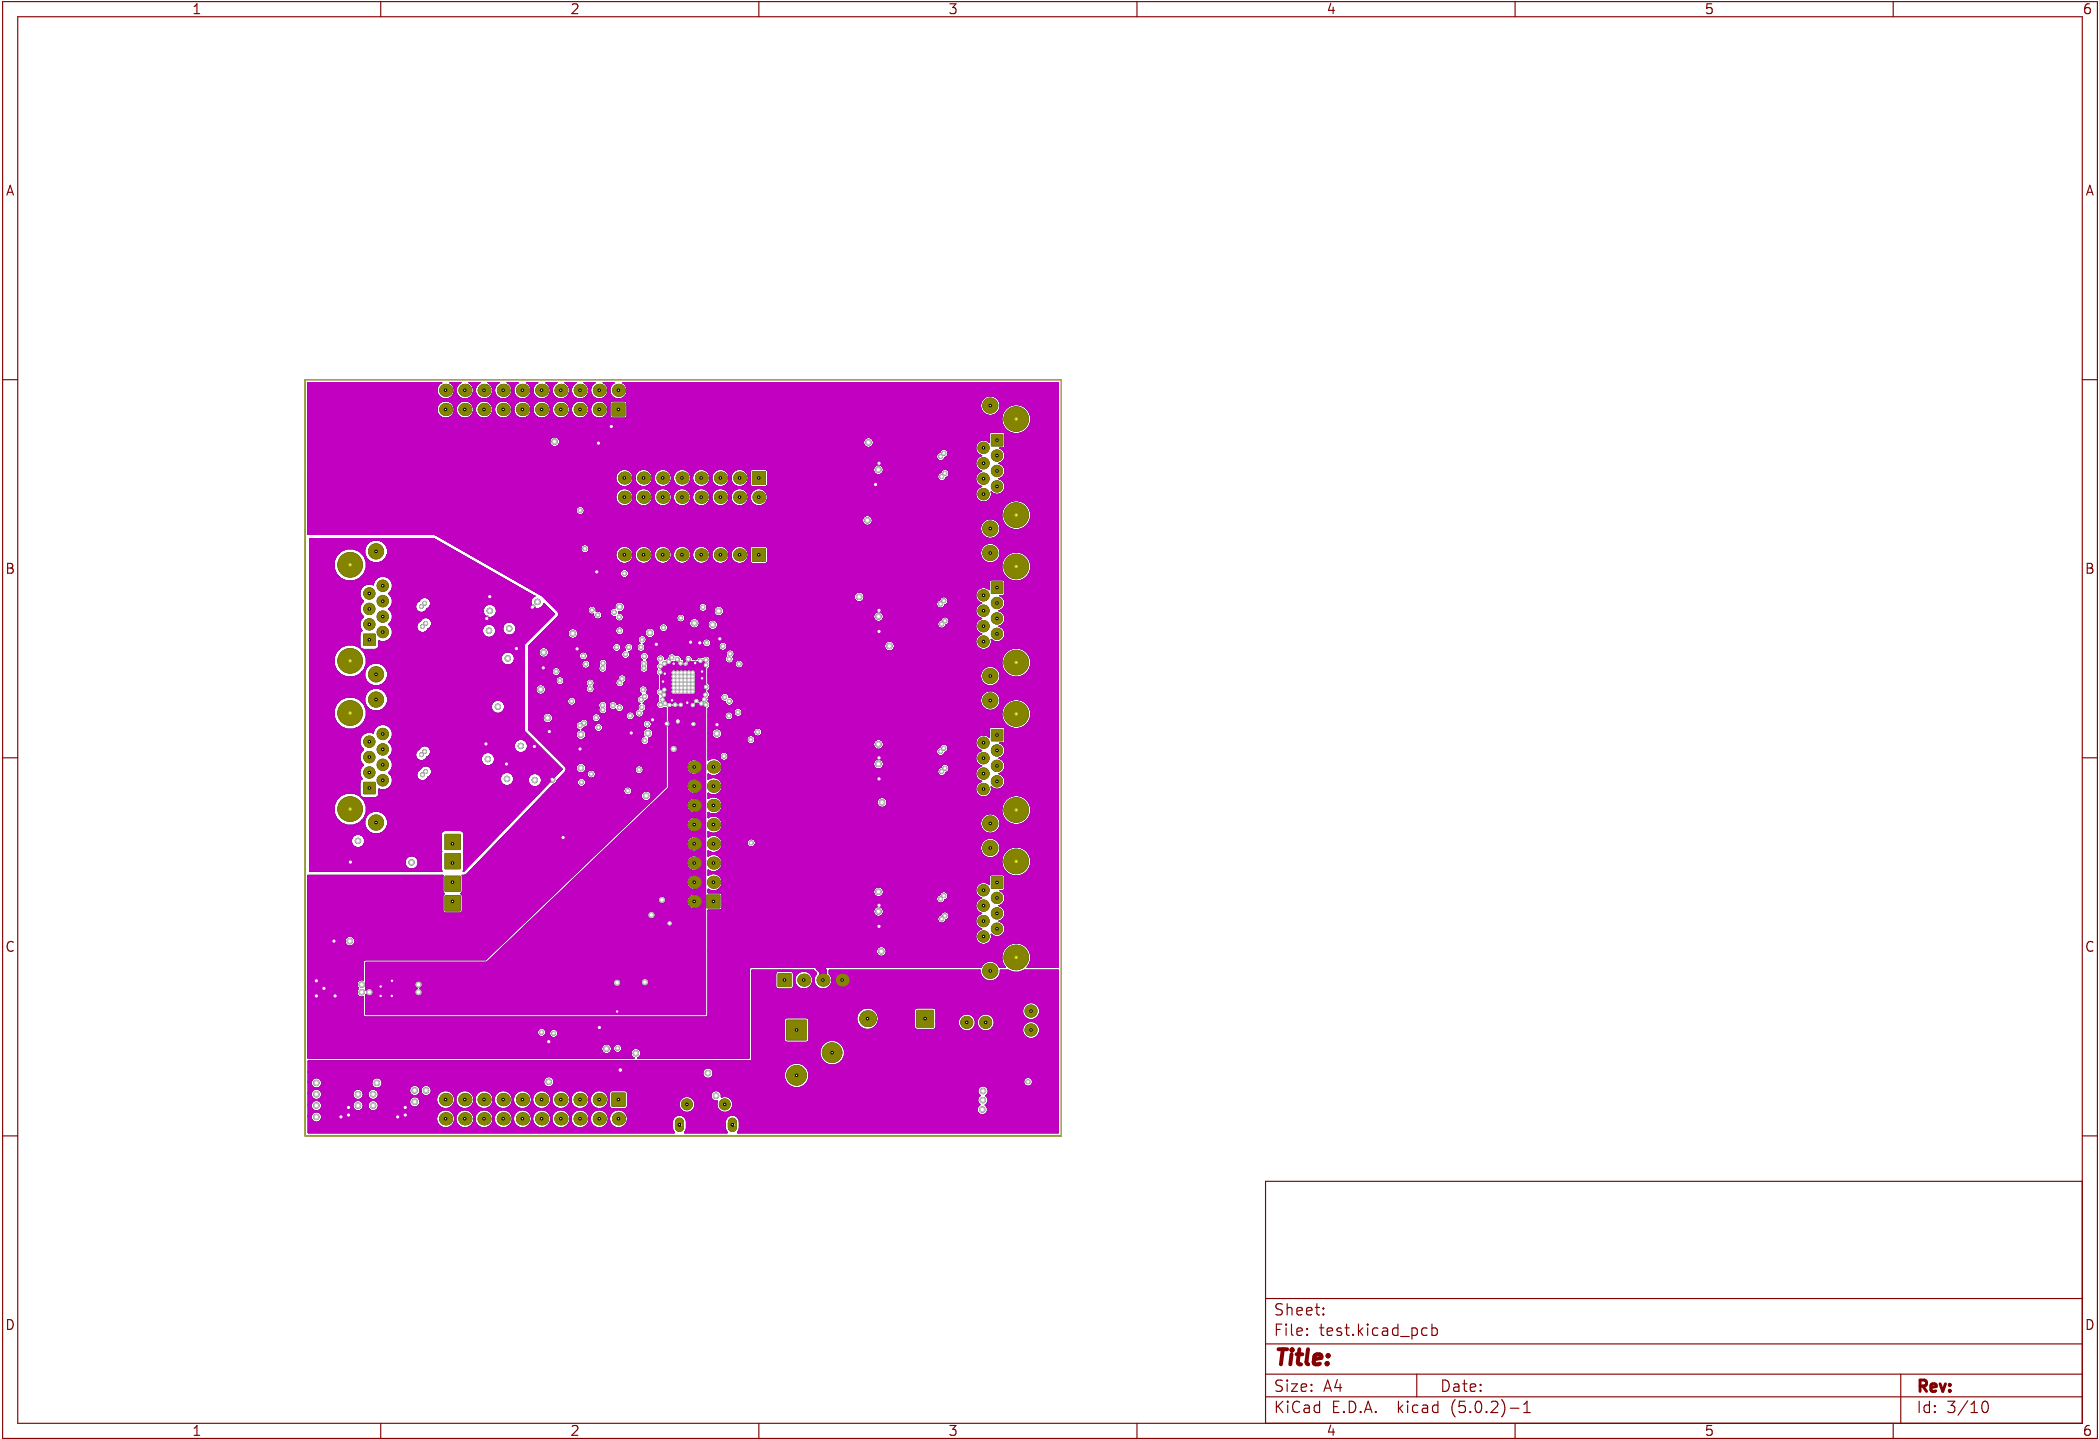 1 2 3 4 5 6
A A
B B
C C
D D
Sheet:
File: test.kicad_pcb
Title:
Size: A4 Date: Rev:
KiCad E.D.A. kicad (5.0.2)-1 Id: 3/10
1 2 3 4 5 6